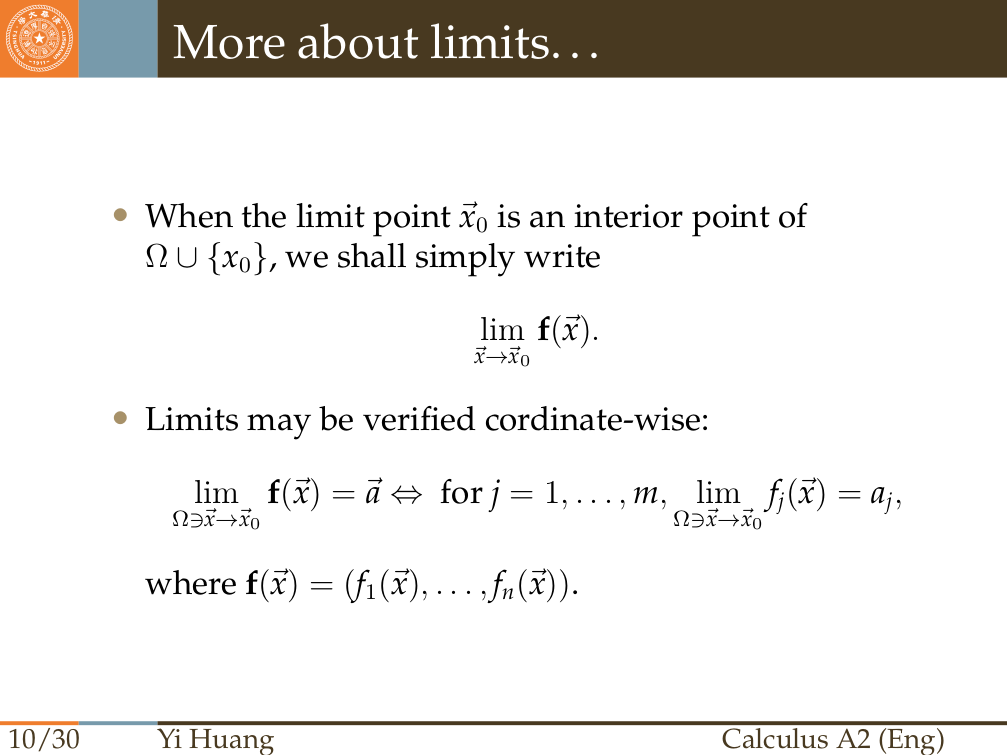 More about limits. . .
• When the limit point x⃗₀ is an interior point of
Ω ∪ {x₀}, we shall simply write
lim f(x⃗).
x⃗→x⃗₀
• Limits may be verified cordinate-wise:
lim f(x⃗) = a⃗ ⇔ for j = 1, . . . , m, lim fⱼ(x⃗) = aⱼ,
Ω∋x⃗→x⃗₀ Ω∋x⃗→x⃗₀
where f(x⃗) = (f₁(x⃗), . . . , fₙ(x⃗)).
10/30 Yi Huang Calculus A2 (Eng)